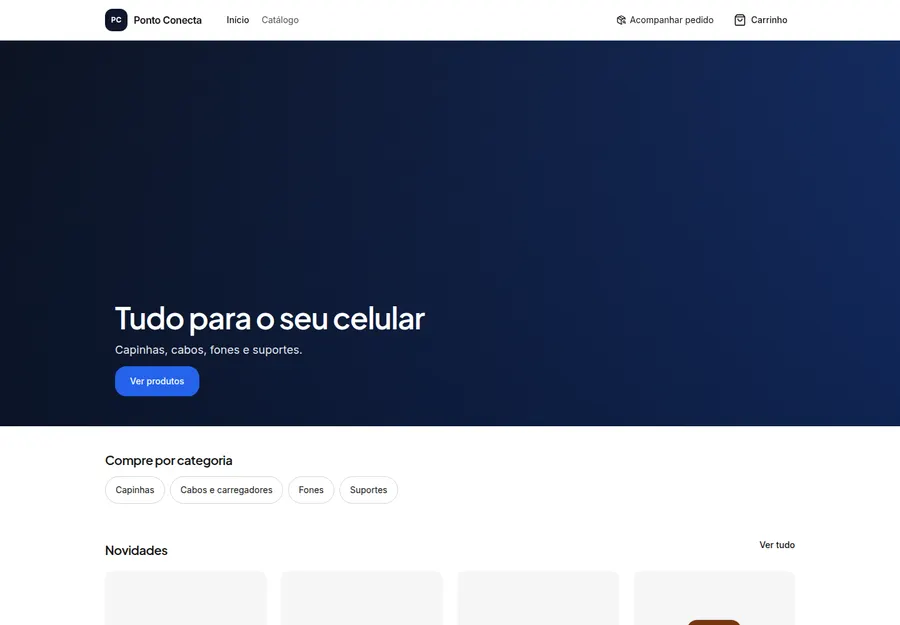 PC Ponto Conecta Início Catálogo Acompanhar pedido Carrinho
Tudo para o seu celular
Capinhas, cabos, fones e suportes.
Ver produtos
Compre por categoria
Capinhas Cabos e carregadores Fones Suportes
Novidades Ver tudo